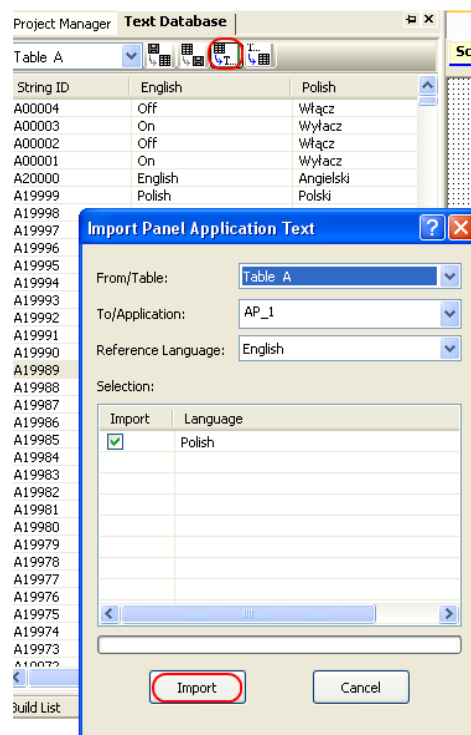 Project Manager Text Database
Table A T... T... Sc
String ID English Polish
A00004 Off Włącz
A00003 On Wyłacz
A00002 Off Włącz
A00001 On Wyłacz
A20000 English Angielski
A19999 Polish Polski
A19998
A19997
A19996
A19995
A19994
A19993
A19992
A19991
A19990
A19989
A19988
A19987
A19986
A19985
A19984
A19983
A19982
A19981
A19980
A19979
A19978
A19977
A19976
A19975
A19974
A19973
A19972
Build List
Import Panel Application Text
From/Table: Table A
To/Application: AP_1
Reference Language: English
Selection:
Import Language
Polish
Import Cancel